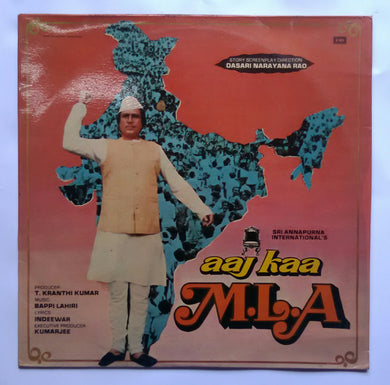 EMI
STORY SCREENPLAY DIRECTION
DASARI NARAYANA RAO
SRI ANNAPURNA
INTERNATIONAL'S
aaj kaa
M.L.A
PRODUCER
T. KRANTHI KUMAR
MUSIC
BAPPI LAHIRI
LYRICS
INDEEWAR
EXECUTIVE PRODUCER
KUMARJEE